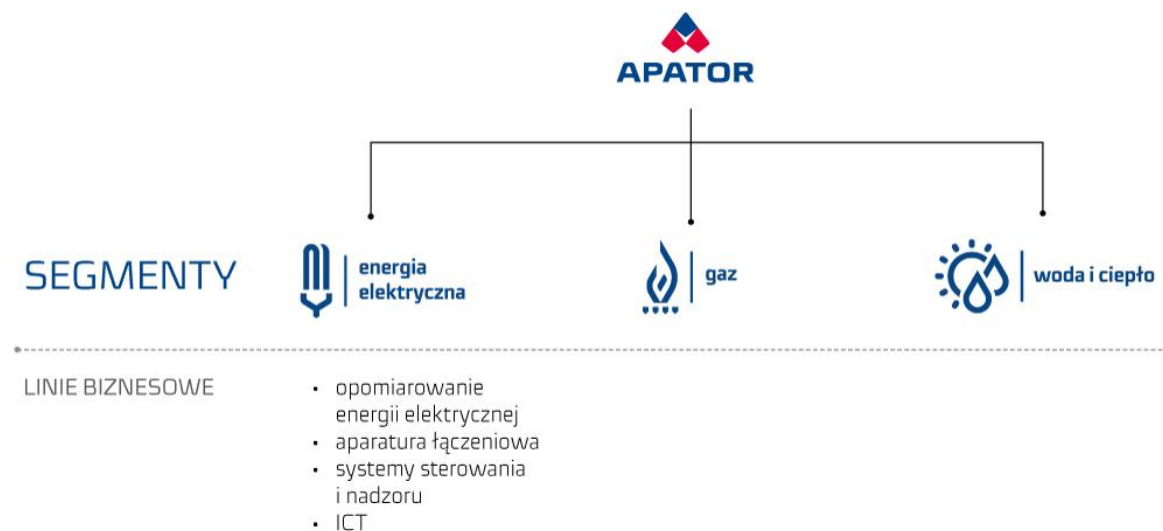 APATOR
SEGMENTY
energia
elektryczna
gaz
woda i ciepło
LINIE BIZNESOWE
• opomiarowanie
energii elektrycznej
• aparatura łączeniowa
• systemy sterowania
i nadzoru
• ICT